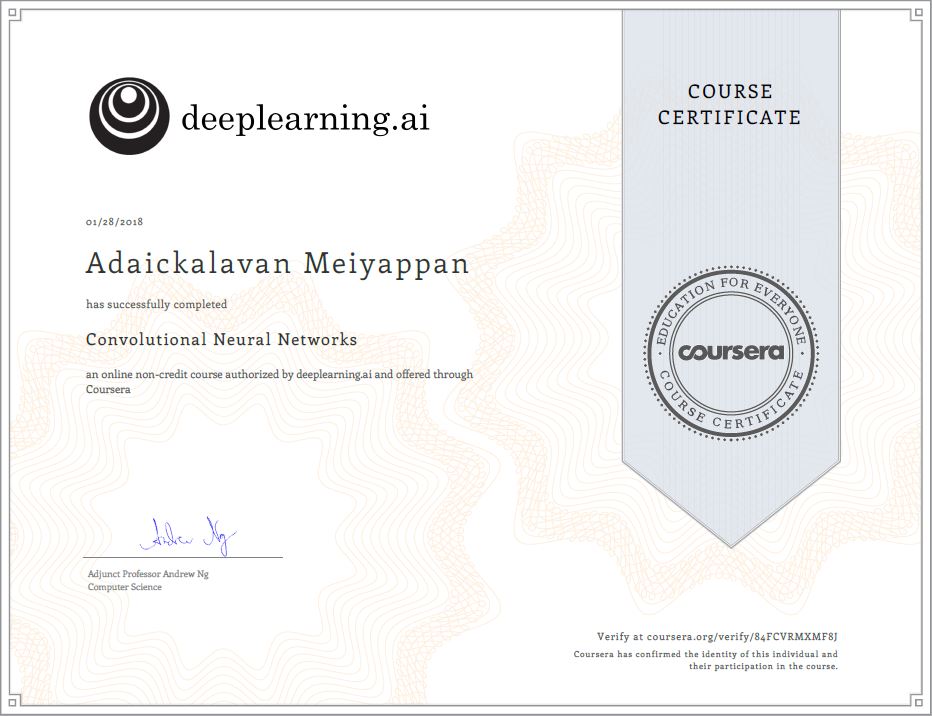 deeplearning.ai
COURSE
CERTIFICATE
01/28/2018
Adaickalavan Meiyappan
has successfully completed
Convolutional Neural Networks
an online non-credit course authorized by deeplearning.ai and offered through
Coursera
EDUCATION FOR EVERYONE
coursera
COURSE CERTIFICATE
Andrew Ng
Adjunct Professor Andrew Ng
Computer Science
Verify at coursera.org/verify/84FCVRMXMF8J
Coursera has confirmed the identity of this individual and
their participation in the course.